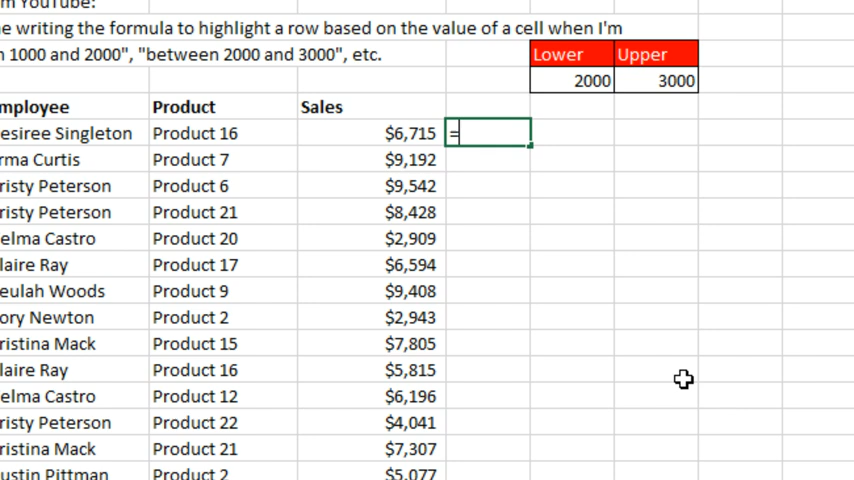 m YouTube:
e writing the formula to highlight a row based on the value of a cell when I'm
n 1000 and 2000", "between 2000 and 3000", etc.
Lower Upper
2000 3000
mployee Product Sales
esiree Singleton Product 16 $6,715 =
rma Curtis Product 7 $9,192
risty Peterson Product 6 $9,542
risty Peterson Product 21 $8,428
elma Castro Product 20 $2,909
laire Ray Product 17 $6,594
eulah Woods Product 9 $9,408
ory Newton Product 2 $2,943
ristina Mack Product 15 $7,805
laire Ray Product 16 $5,815
elma Castro Product 12 $6,196
risty Peterson Product 22 $4,041
ristina Mack Product 21 $7,307
ustin Pittman Product 2 $5,077